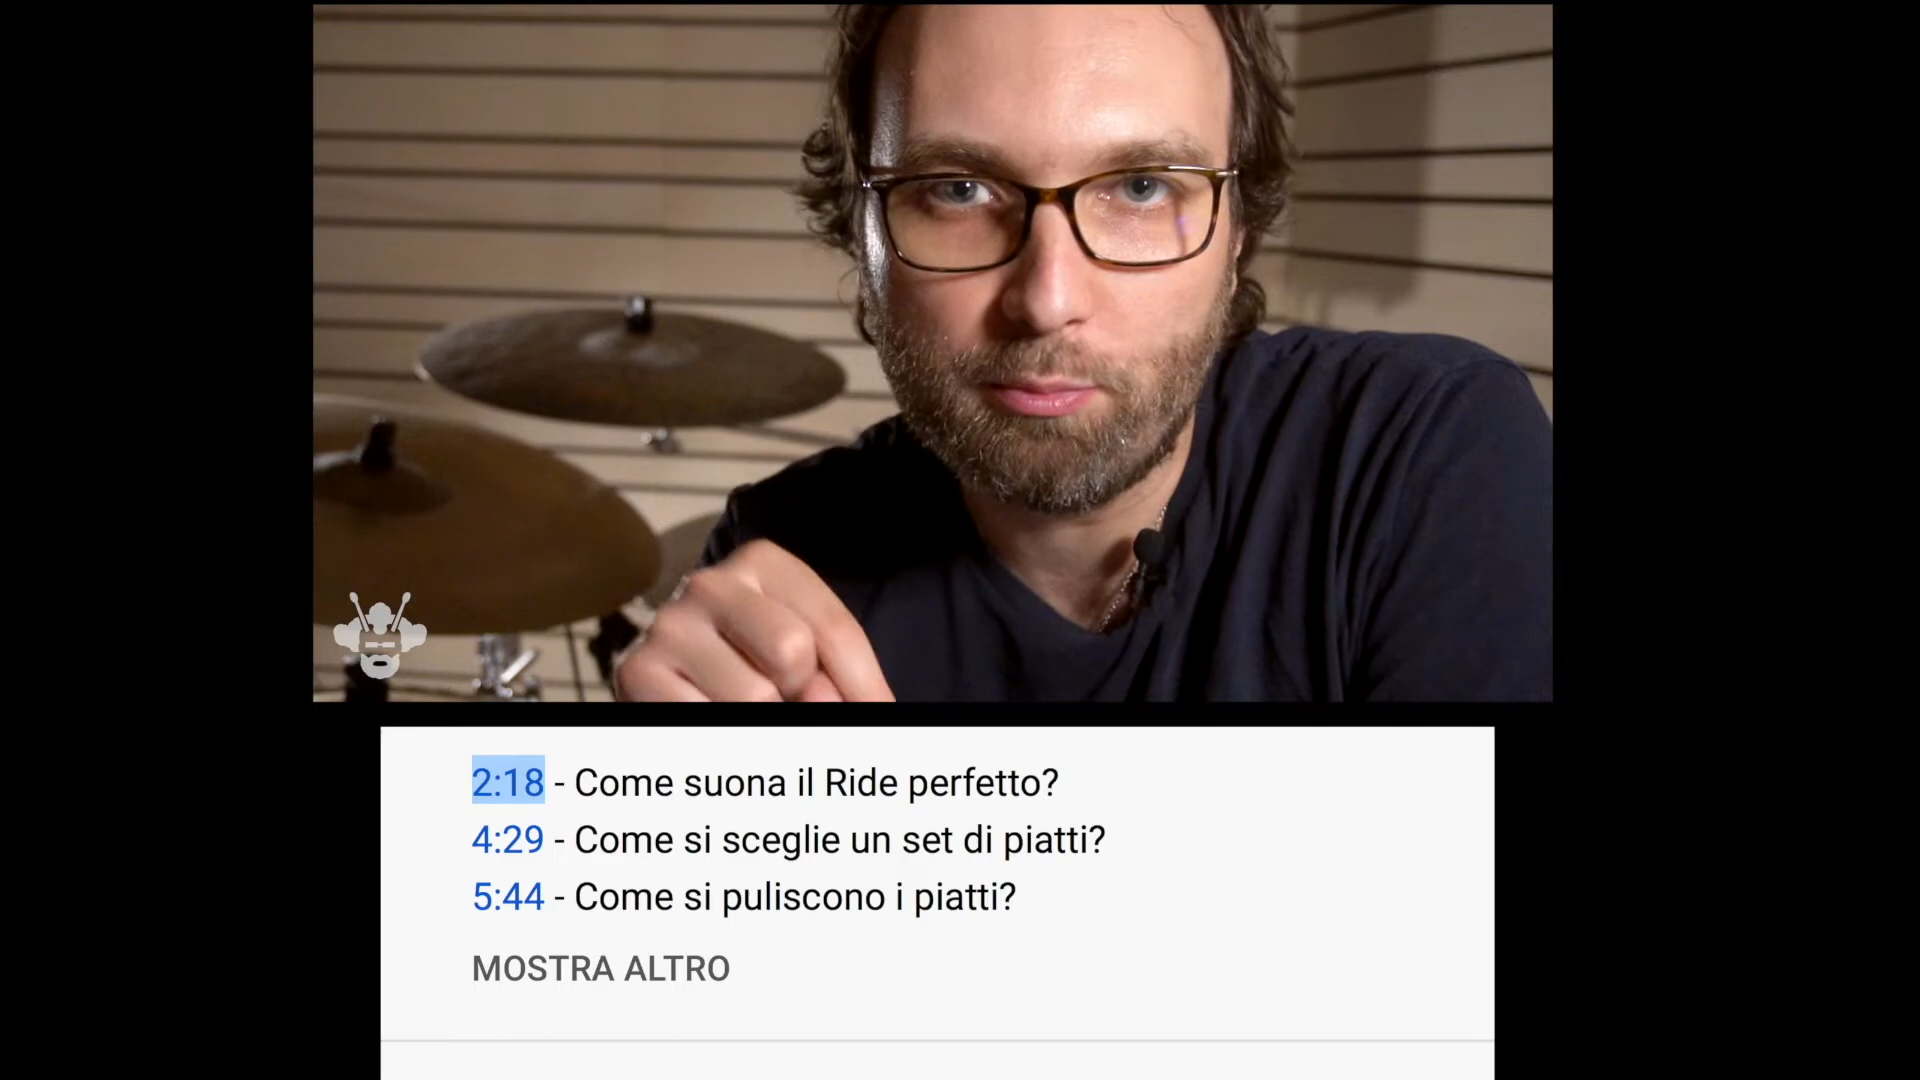 2:18 - Come suona il Ride perfetto?
4:29 - Come si sceglie un set di piatti?
5:44 - Come si puliscono i piatti?
MOSTRA ALTRO